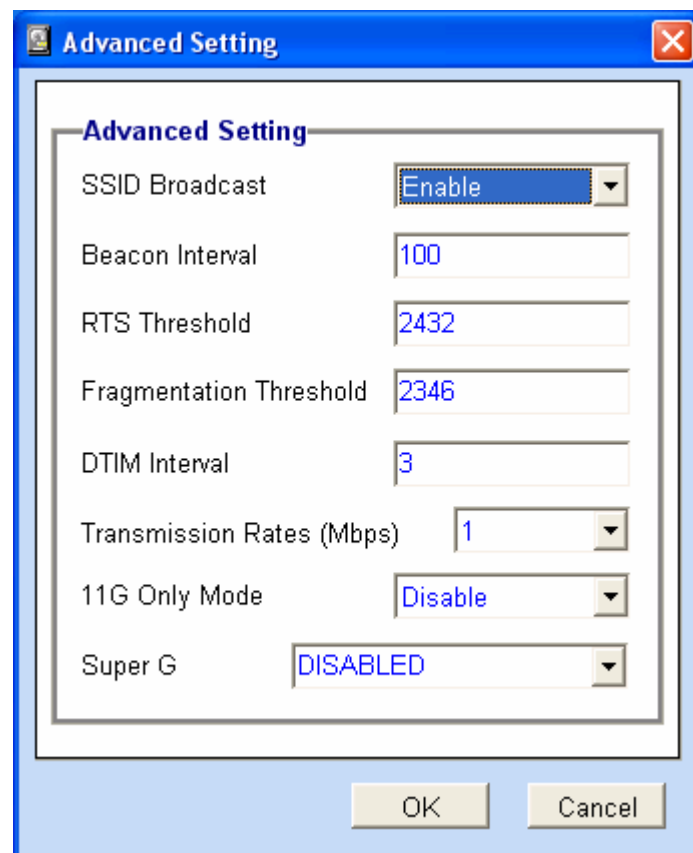 Advanced Setting
Advanced Setting
SSID Broadcast Enable
Beacon Interval 100
RTS Threshold 2432
Fragmentation Threshold 2346
DTIM Interval 3
Transmission Rates (Mbps) 1
11G Only Mode Disable
Super G DISABLED
OK Cancel